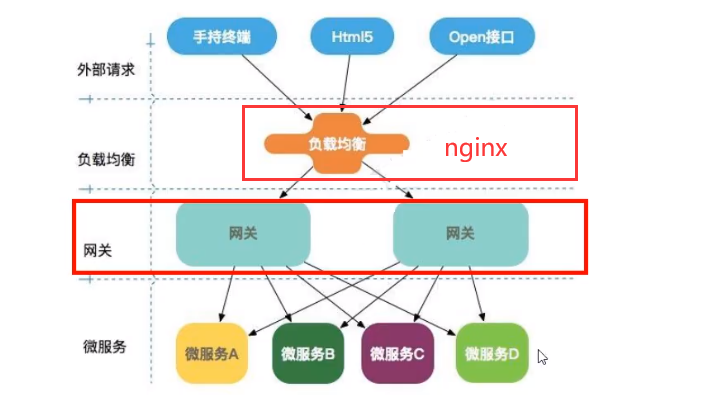 手持终端
Html5
Open接口
外部请求
负载均衡
负载均衡
nginx
网关
网关
网关
微服务
微服务A
微服务B
微服务C
微服务D